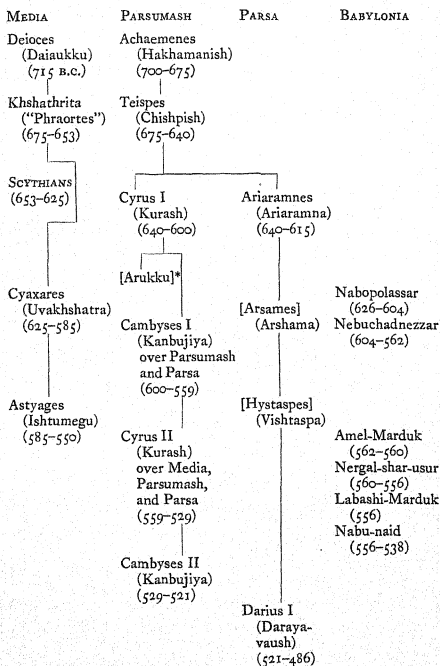 MEDIA
Deioces
(Daiaukku)
(715 B.C.)
Khshathrita
("Phraortes")
(675–653)
SCYTHIANS
(653–625)
Cyaxares
(Uvakhshatra)
(625–585)
Astyages
(Ishtumegu)
(585–550)
PARSUMASH
Achaemenes
(Hakhamanish)
(700–675)
Teispes
(Chishpish)
(675–640)
Cyrus I
(Kurash)
(640–600)
[Arukku]*
Cambyses I
(Kanbujiya)
over Parsumash
and Parsa
(600–559)
Cyrus II
(Kurash)
over Media,
Parsumash,
and Parsa
(559–529)
Cambyses II
(Kanbujiya)
(529–521)
PARSA
Ariaramnes
(Ariaramna)
(640–615)
[Arsames]
(Arshama)
[Hystaspes]
(Vishtaspa)
Darius I
(Daraya-
vaush)
(521–486)
BABYLONIA
Nabopolassar
(626–604)
Nebuchadnezzar
(604–562)
Amel-Marduk
(562–560)
Nergal-shar-usur
(560–556)
Labashi-Marduk
(556)
Nabu-naid
(556–538)